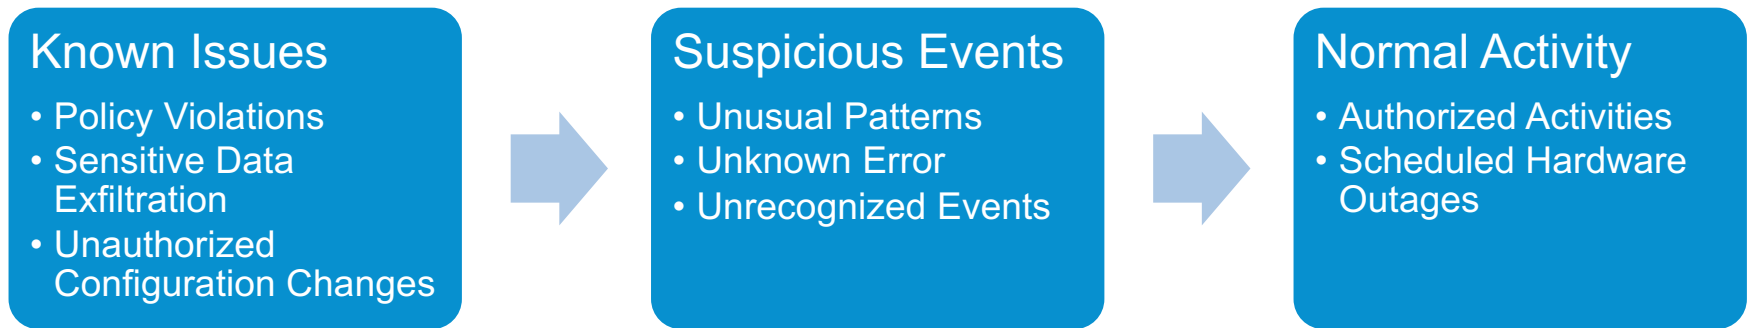 Known Issues
• Policy Violations
• Sensitive Data
Exfiltration
• Unauthorized
Configuration Changes
Suspicious Events
• Unusual Patterns
• Unknown Error
• Unrecognized Events
Normal Activity
• Authorized Activities
• Scheduled Hardware
Outages